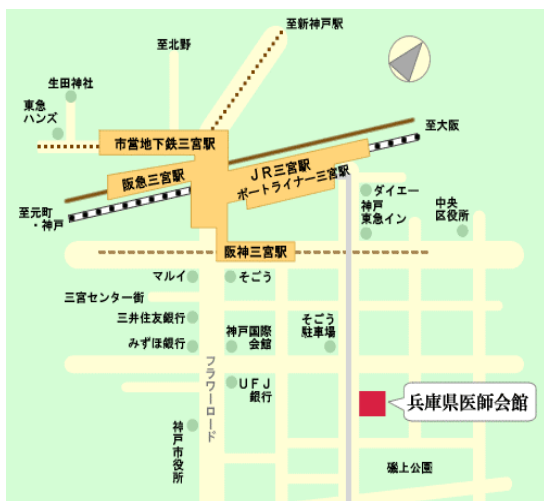 至新神戸駅
至北野
生田神社
東急
ハンズ
市営地下鉄三宮駅
至大阪
JR三宮駅
ポートライナー三宮駅
阪急三宮駅
ダイエー
神戸
東急イン
中央
区役所
至元町
・神戸
阪神三宮駅
マルイ
そごう
三宮センター街
三井住友銀行
みずほ銀行
神戸国際
会館
そごう
駐車場
フラワーロード
UFJ
銀行
兵庫県医師会館
神戸市役所
磯上公園